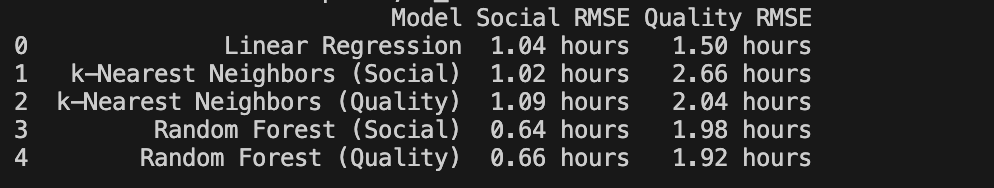 Model Social RMSE Quality RMSE
0 Linear Regression 1.04 hours 1.50 hours
1 k-Nearest Neighbors (Social) 1.02 hours 2.66 hours
2 k-Nearest Neighbors (Quality) 1.09 hours 2.04 hours
3 Random Forest (Social) 0.64 hours 1.98 hours
4 Random Forest (Quality) 0.66 hours 1.92 hours